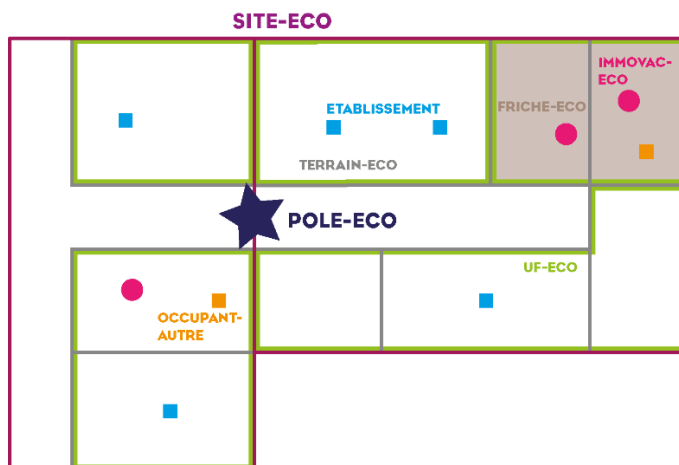 SITE-ECO
IMMOVAC-
ECO
ETABLISSEMENT
FRICHE-ECO
TERRAIN-ECO
POLE-ECO
UF-ECO
OCCUPANT-
AUTRE